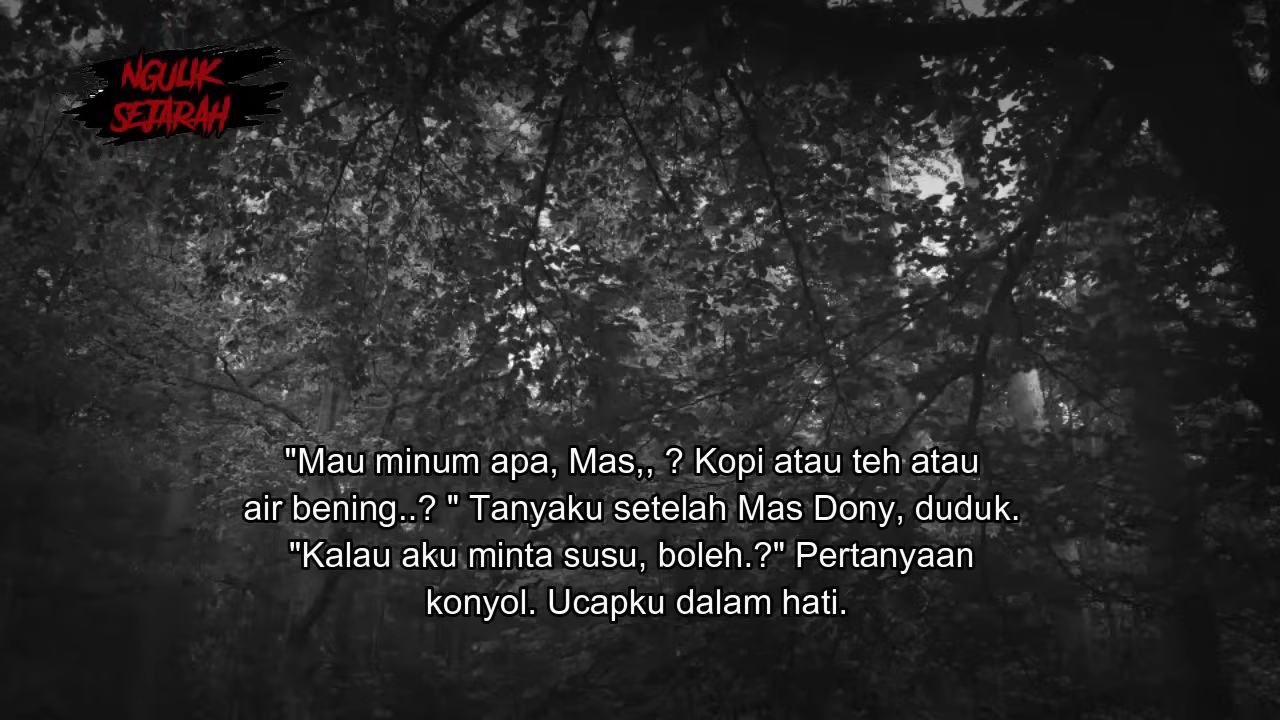 NGULIK
SEJARAH
"Mau minum apa, Mas,, ? Kopi atau teh atau
air bening..? " Tanyaku setelah Mas Dony, duduk.
"Kalau aku minta susu, boleh.?" Pertanyaan
konyol. Ucapku dalam hati.